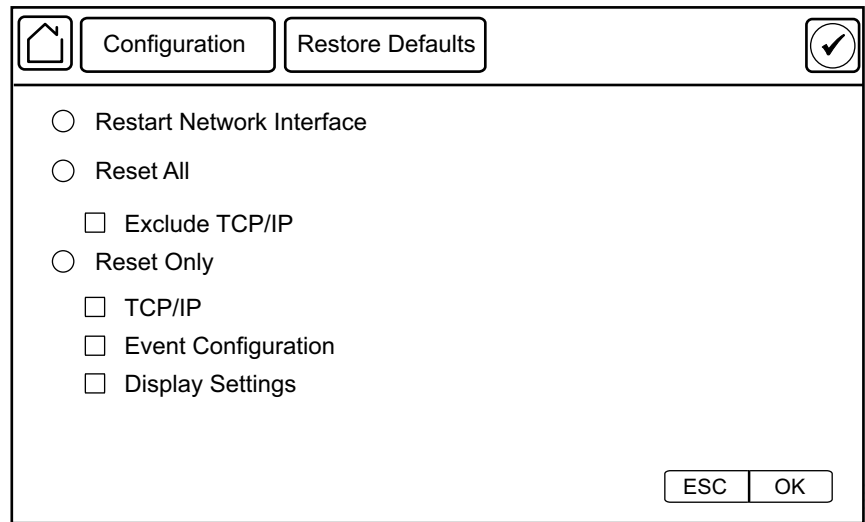 Configuration Restore Defaults
Restart Network Interface
Reset All
Exclude TCP/IP
Reset Only
TCP/IP
Event Configuration
Display Settings
ESC OK